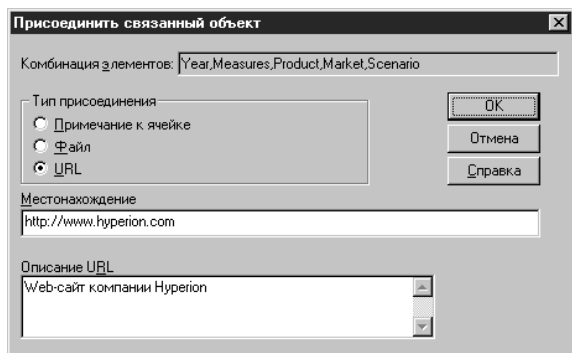 Присоединить связанный объект
Комбинация элементов: Year,Measures,Product,Market,Scenario
Тип присоединения
Примечание к ячейке
Файл
URL
OK
Отмена
Справка
Местонахождение
http://www.hyperion.com
Описание URL
Web-сайт компании Hyperion